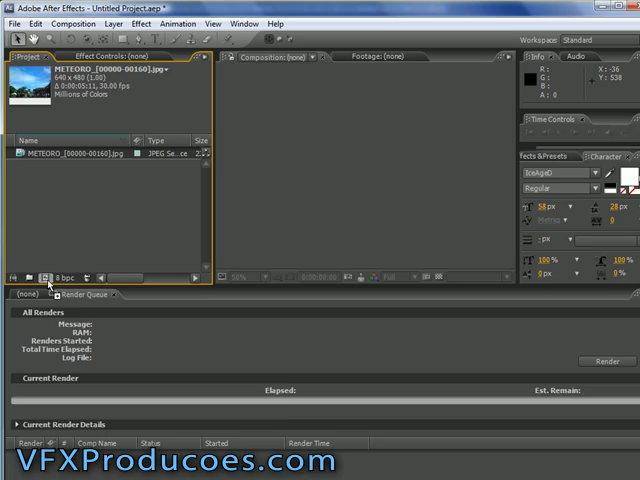 Adobe After Effects - Untitled Project.aep *
File Edit Composition Layer Effect Animation View Window Help
Workspace: Standard
Project Effect Controls: (none) Composition: (none) Footage: (none) Info Audio
METEORO_[00000-00160].jpg
640 x 480 (1.00)
Δ 0:00:05:11, 30.00 fps
Millions of Colors
R : X : -36
G : Y : 538
B :
A : 0
Time Controls
Name Type Size
METEORO_[00000-00160].jpg JPEG Se...ce
ffects&Presets Character
IceAgeD
Regular
58 px 28 px
Metrics 0
- px
100 % 100 %
0 px 0 %
8 bpc 50% 0:00:00:00 Full
(none) Render Queue
All Renders
Message:
RAM:
Renders Started:
Total Time Elapsed:
Log File:
Render
Current Render
Elapsed: Est. Remain:
Current Render Details
Render # Comp Name Status Started Render Time
VFXProducoes.com